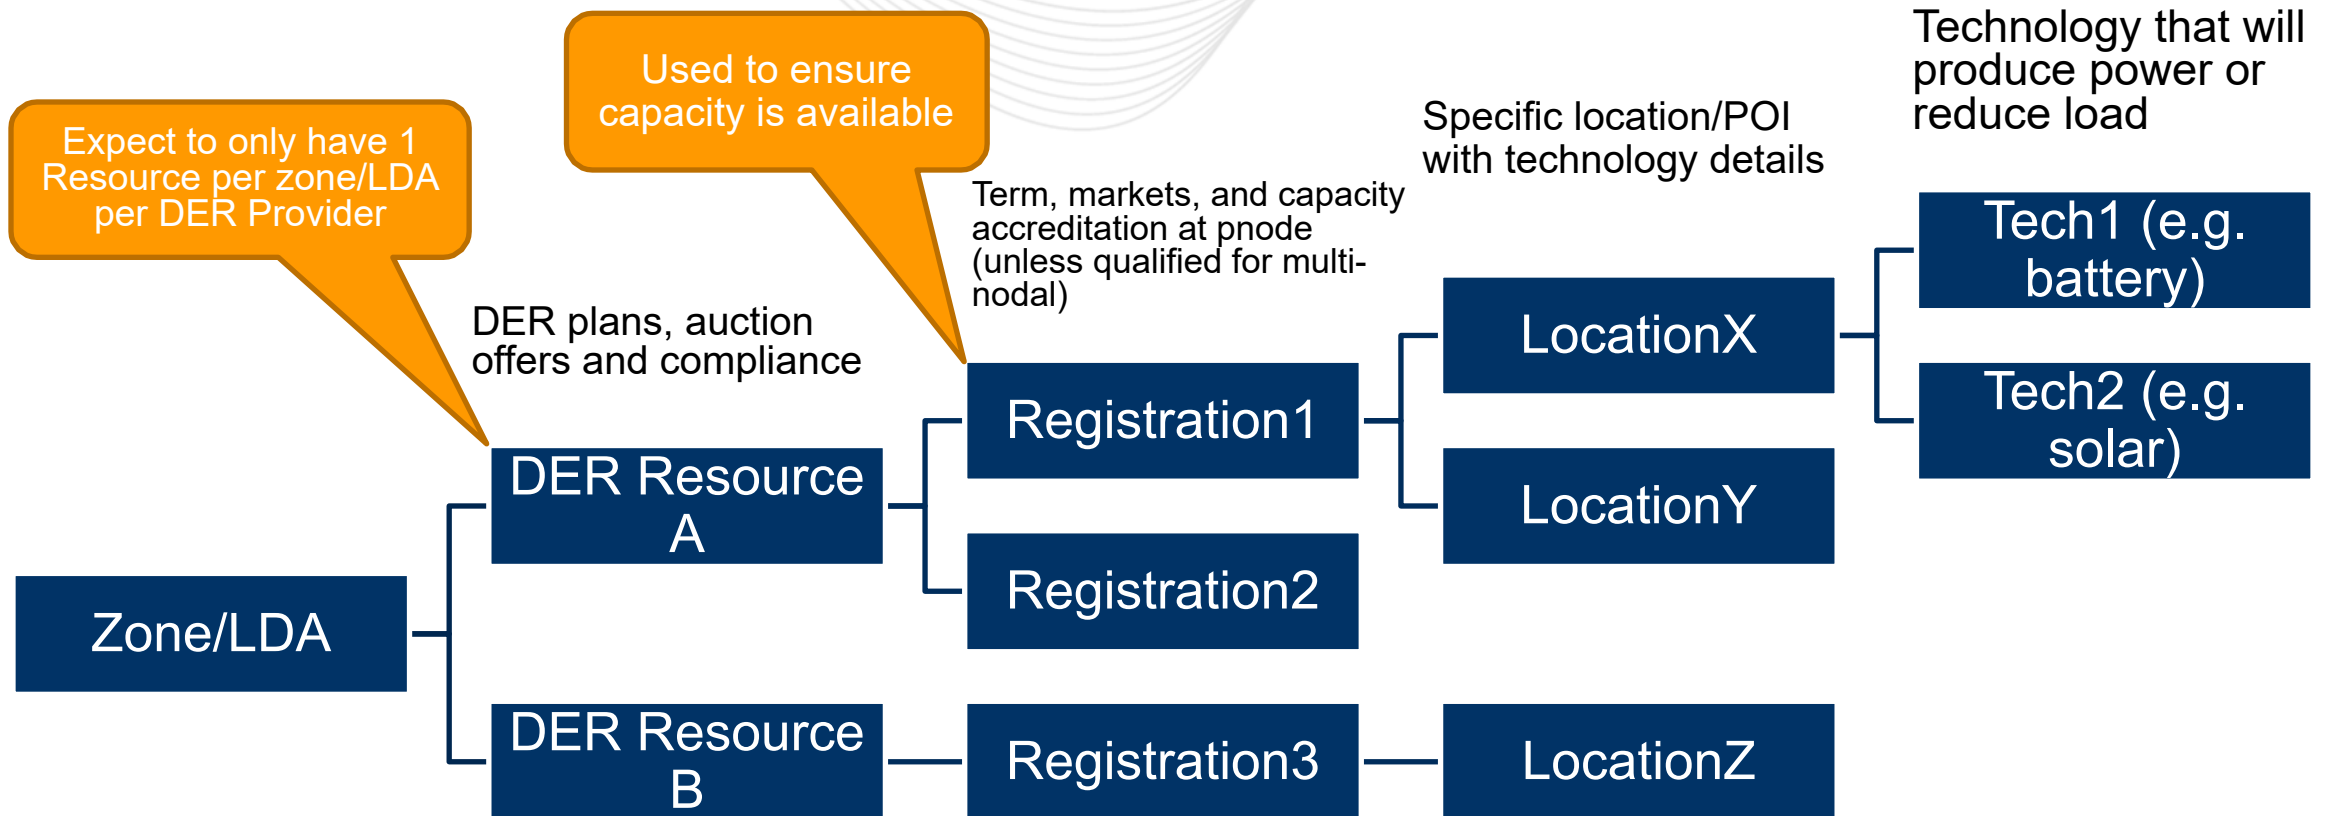 Expect to only have 1
Resource per zone/LDA
per DER Provider
Used to ensure
capacity is available
Technology that will
produce power or
reduce load
Specific location/POI
with technology details
Term, markets, and capacity
accreditation at pnode
(unless qualified for multi-
nodal)
DER plans, auction
offers and compliance
Zone/LDA
DER Resource
A
DER Resource
B
Registration1
Registration2
Registration3
LocationX
LocationY
LocationZ
Tech1 (e.g.
battery)
Tech2 (e.g.
solar)